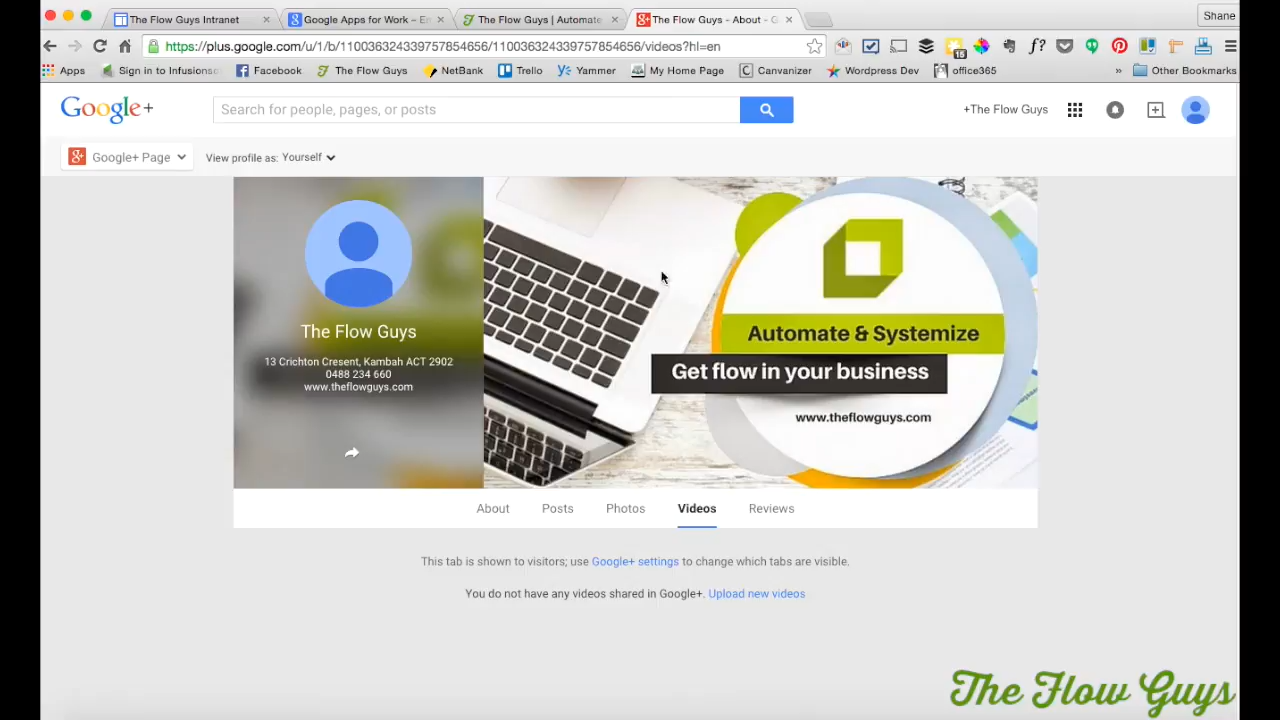 The Flow Guys Intranet
Google Apps for Work – Es
The Flow Guys | Automate
The Flow Guys - About - G
Shane
https://plus.google.com/u/1/b/110036324339757854656/110036324339757854656/videos?hl=en
15
f?
Apps
Sign in to Infusions
Facebook
The Flow Guys
NetBank
Trello
Yammer
My Home Page
Canvanizer
Wordpress Dev
office365
»
Other Bookmarks
Google+
Search for people, pages, or posts
+The Flow Guys
Google+ Page
View profile as: Yourself
The Flow Guys
13 Crichton Cresent, Kambah ACT 2902
0488 234 660
www.theflowguys.com
Automate & Systemize
Get flow in your business
www.theflowguys.com
About
Posts
Photos
Videos
Reviews
This tab is shown to visitors; use Google+ settings to change which tabs are visible.
You do not have any videos shared in Google+. Upload new videos
The Flow Guys